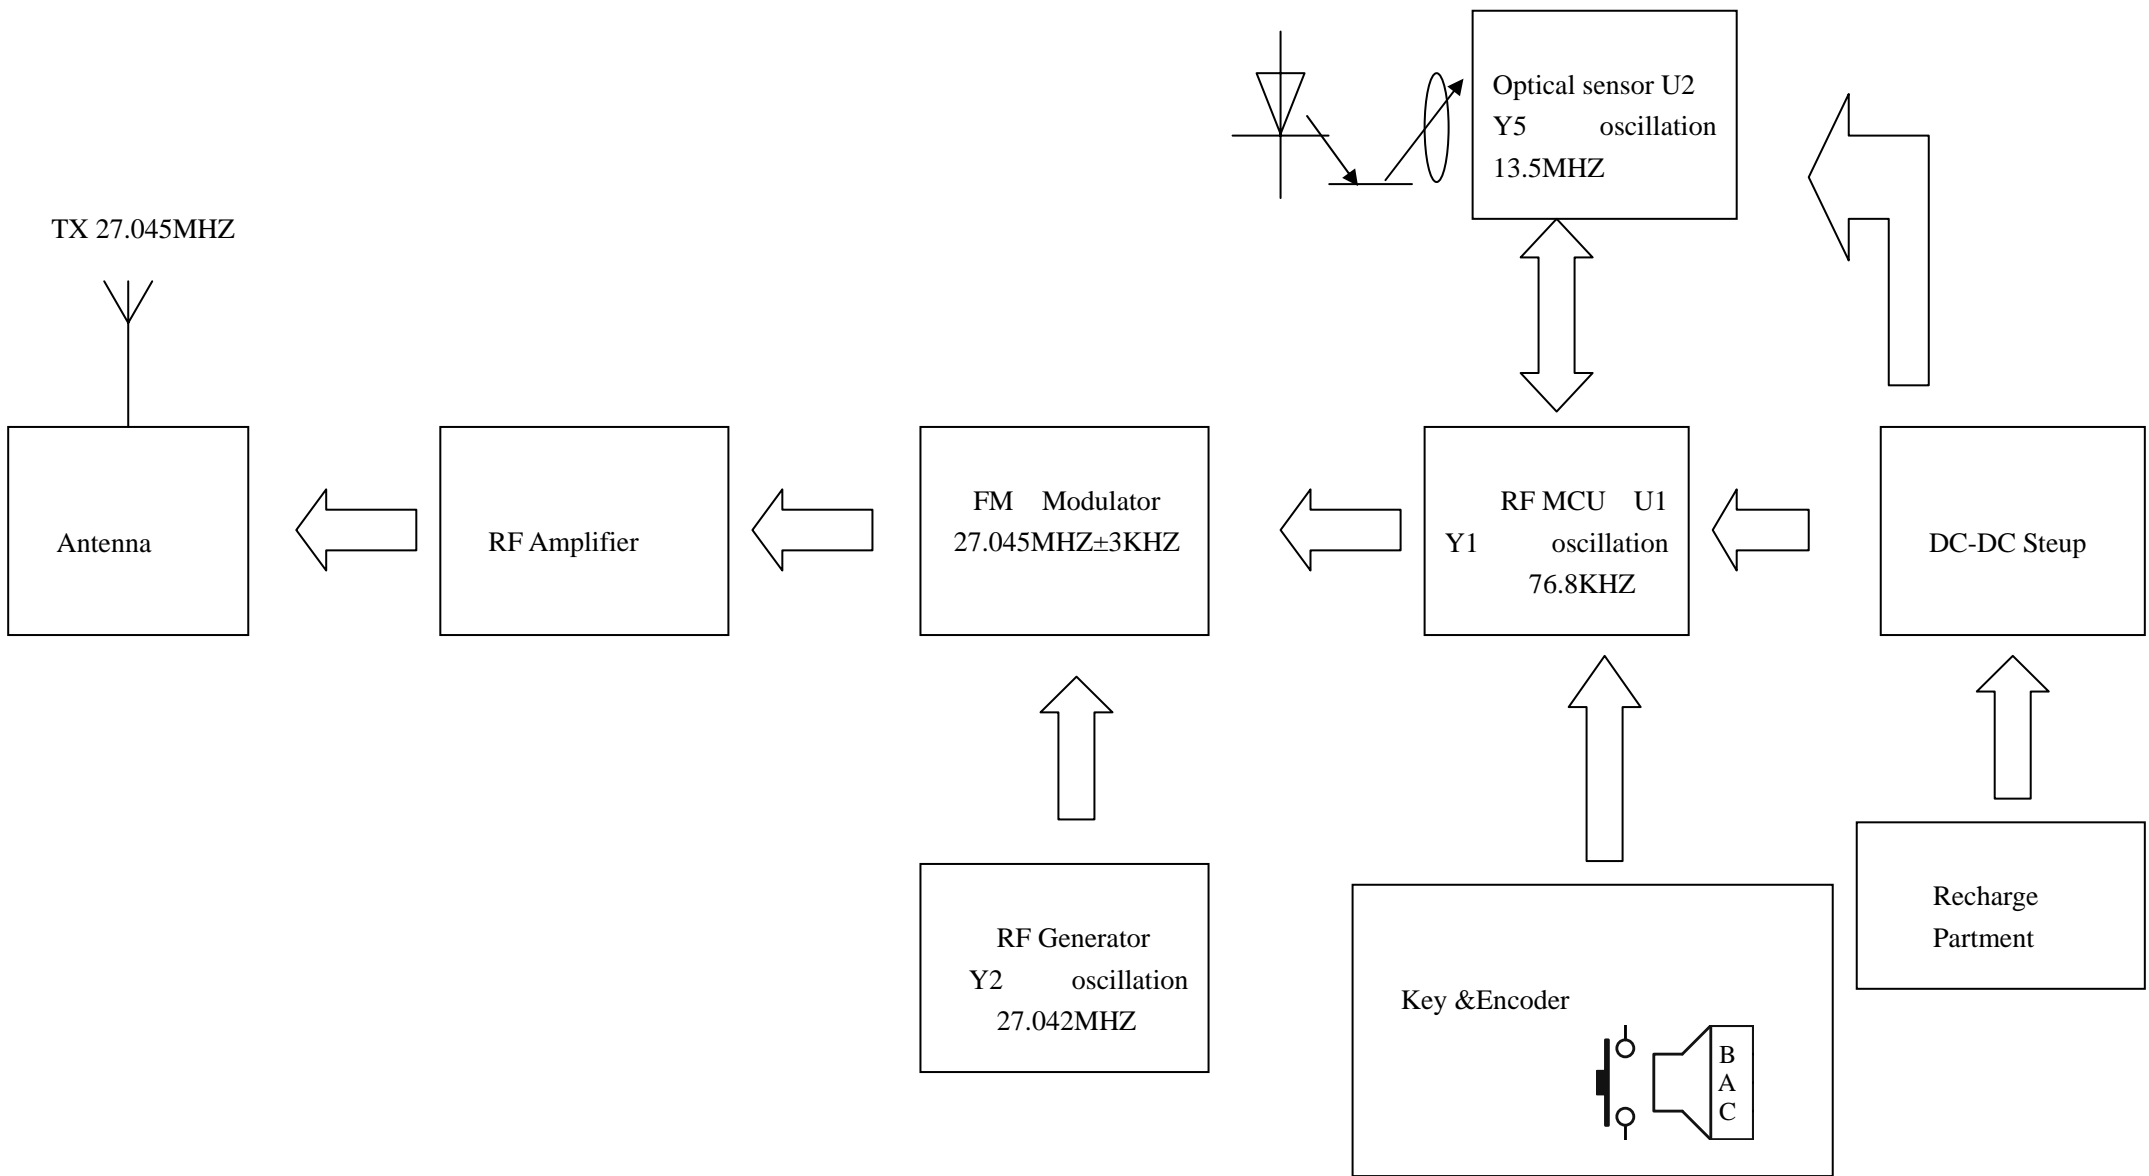 Optical sensor U2
Y5 oscillation
13.5MHZ
TX 27.045MHZ
Antenna
RF Amplifier
FM Modulator
27.045MHZ±3KHZ
RF MCU U1
Y1 oscillation
76.8KHZ
DC-DC Steup
RF Generator
Y2 oscillation
27.042MHZ
Key &Encoder
B
A
C
Recharge
Partment